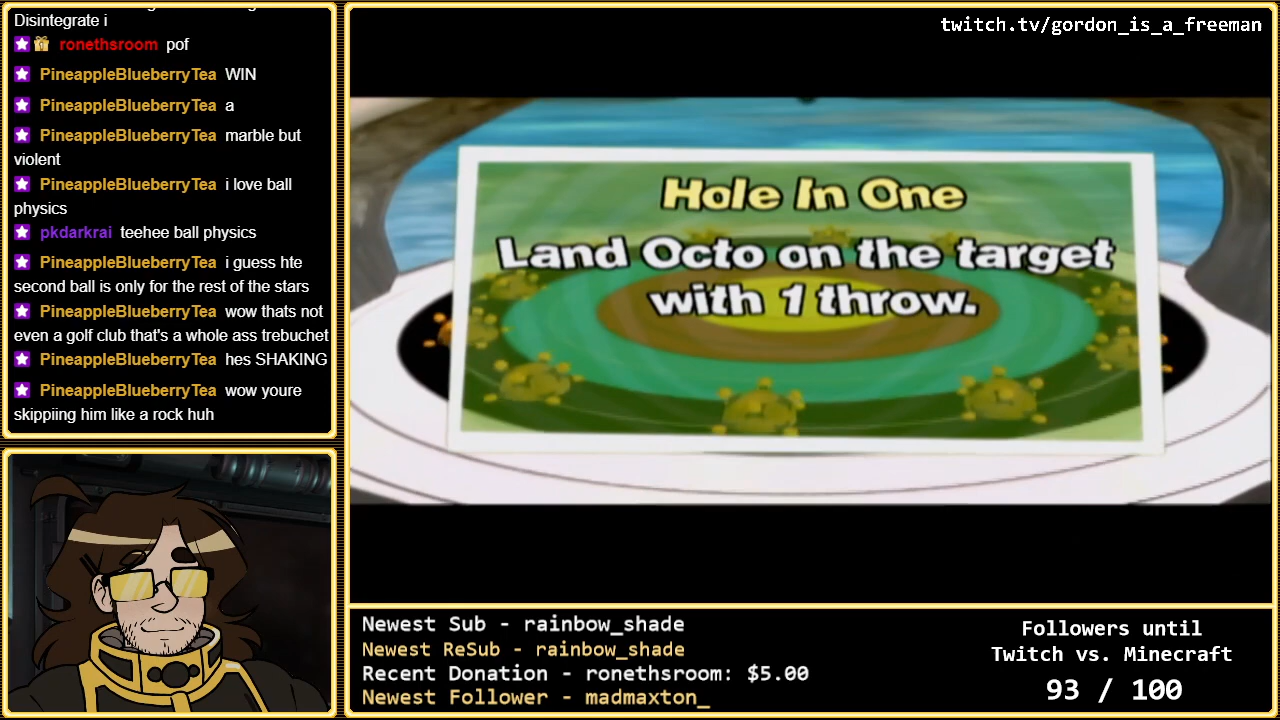 Disintegrate i
ronethsroom pof
PineappleBlueberryTea WIN
PineappleBlueberryTea a
PineappleBlueberryTea marble but
violent
PineappleBlueberryTea i love ball
physics
pkdarkrai teehee ball physics
PineappleBlueberryTea i guess hte
second ball is only for the rest of the stars
PineappleBlueberryTea wow thats not
even a golf club that's a whole ass trebuchet
PineappleBlueberryTea hes SHAKING
PineappleBlueberryTea wow youre
skippiing him like a rock huh
twitch.tv/gordon_is_a_freeman
Hole In One
Land Octo on the target
with 1 throw.
Newest Sub - rainbow_shade
Newest ReSub - rainbow_shade
Recent Donation - ronethsroom: $5.00
Newest Follower - madmaxton_
Followers until
Twitch vs. Minecraft
93 / 100